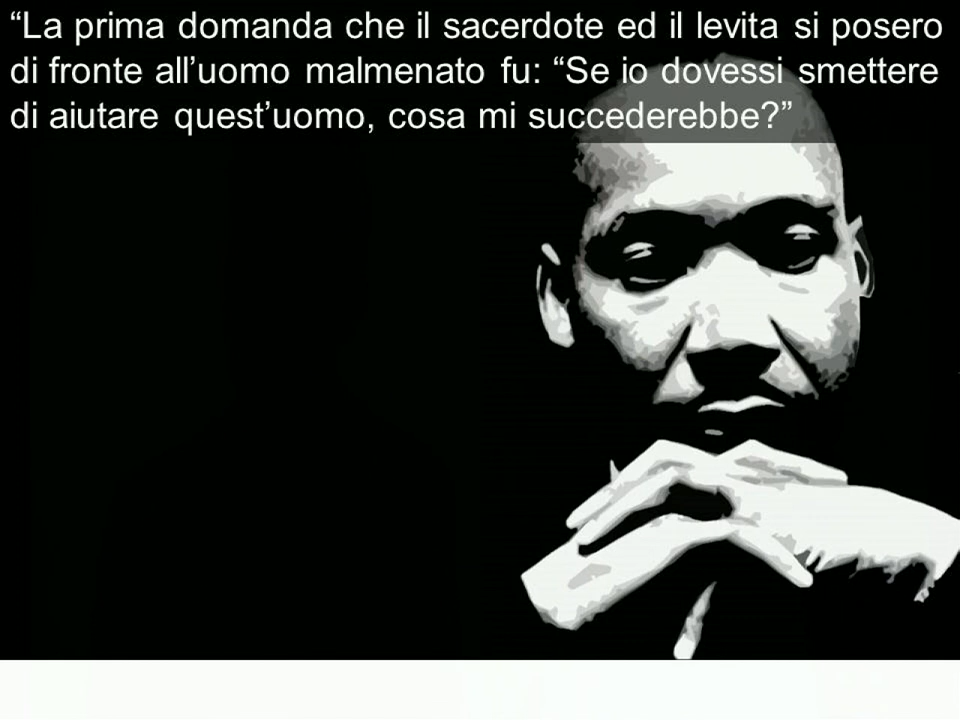 “La prima domanda che il sacerdote ed il levita si posero
di fronte all’uomo malmenato fu: “Se io dovessi smettere
di aiutare quest’uomo, cosa mi succederebbe?”